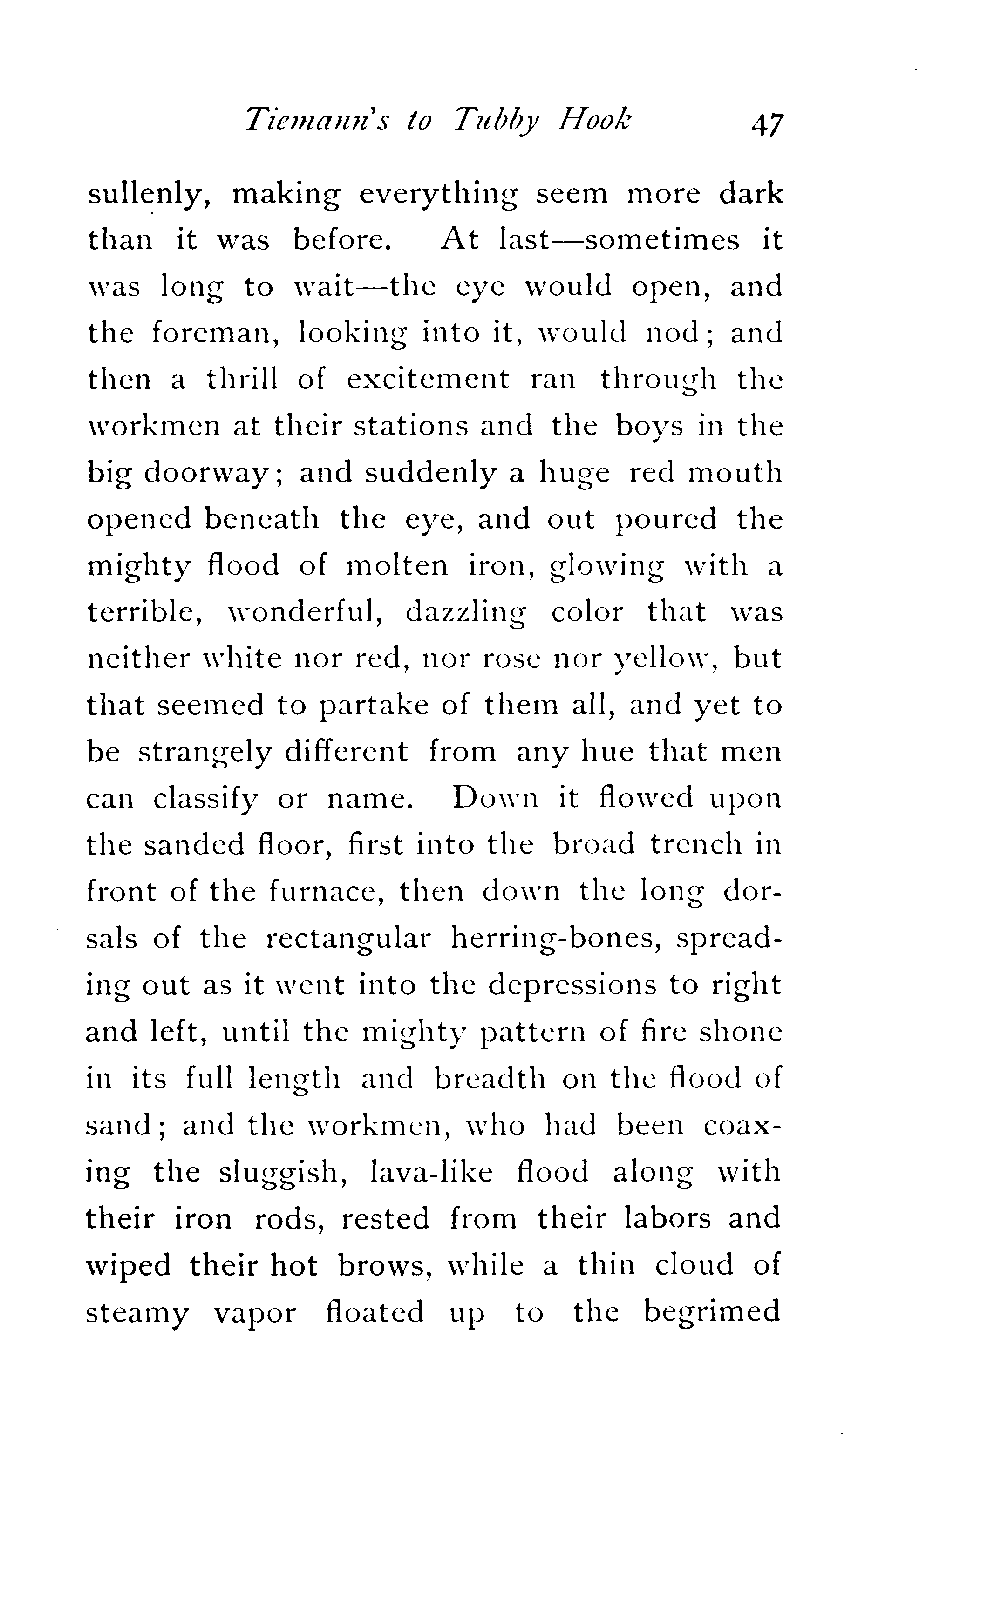 Tiemann's to Tubby Hook 47
sullenly, making everything seem more dark
than it was before. At last—sometimes it
was long to wait—the eye would open, and
the foreman, looking into it, would nod; and
then a thrill of excitement ran through the
workmen at their stations and the boys in the
big doorway; and suddenly a huge red mouth
opened beneath the eye, and out poured the
mighty flood of molten iron, glowing with a
terrible, wonderful, dazzling color that was
neither white nor red, nor rose nor yellow, but
that seemed to partake of them all, and yet to
be strangely different from any hue that men
can classify or name. Down it flowed upon
the sanded floor, first into the broad trench in
front of the furnace, then down the long dor-
sals of the rectangular herring-bones, spread-
ing out as it went into the depressions to right
and left, until the mighty pattern of fire shone
in its full length and breadth on the flood of
sand; and the workmen, who had been coax-
ing the sluggish, lava-like flood along with
their iron rods, rested from their labors and
wiped their hot brows, while a thin cloud of
steamy vapor floated up to the begrimed